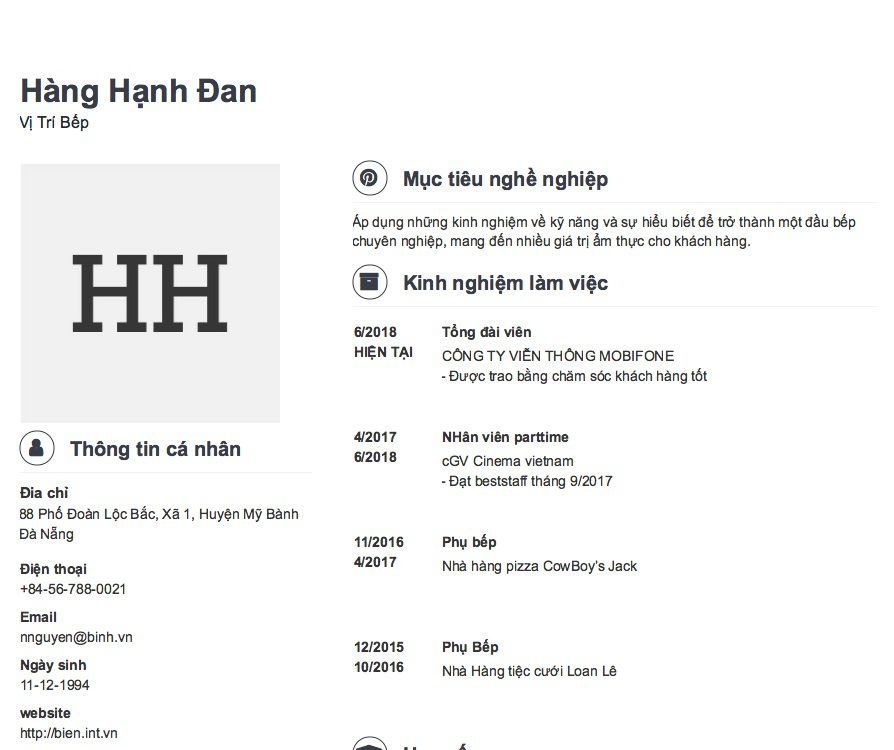 Hàng Hạnh Đan
Vị Trí Bếp
HH
Thông tin cá nhân
Đia chỉ
88 Phố Đoàn Lộc Bắc, Xã 1, Huyện Mỹ Bành
Đà Nẵng
Điện thoại
+84-56-788-0021
Email
nnguyen@binh.vn
Ngày sinh
11-12-1994
website
http://bien.int.vn
Mục tiêu nghề nghiệp
Áp dụng những kinh nghiệm về kỹ năng và sự hiểu biết để trở thành một đầu bếp
chuyên nghiệp, mang đến nhiều giá trị ẩm thực cho khách hàng.
Kinh nghiệm làm việc
6/2018 Tổng đài viên
HIỆN TẠI CÔNG TY VIỄN THÔNG MOBIFONE
- Được trao bằng chăm sóc khách hàng tốt
4/2017 NHân viên parttime
6/2018 cGV Cinema vietnam
- Đạt beststaff tháng 9/2017
11/2016 Phụ bếp
4/2017 Nhà hàng pizza CowBoy's Jack
12/2015 Phụ Bếp
10/2016 Nhà Hàng tiệc cưới Loan Lê